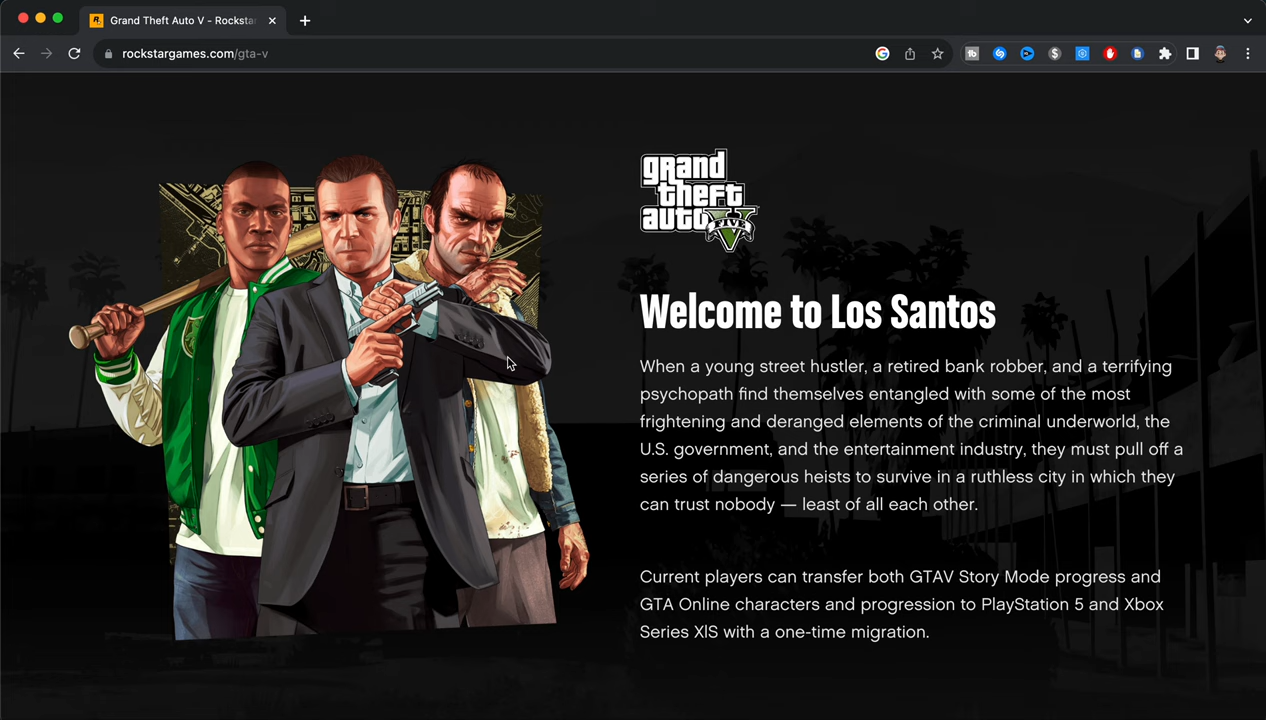 Grand Theft Auto V - Rocksta
rockstargames.com/gta-v
grand
theft
auto
FIVE
Welcome to Los Santos
When a young street hustler, a retired bank robber, and a terrifying
psychopath find themselves entangled with some of the most
frightening and deranged elements of the criminal underworld, the
U.S. government, and the entertainment industry, they must pull off a
series of dangerous heists to survive in a ruthless city in which they
can trust nobody — least of all each other.
Current players can transfer both GTAV Story Mode progress and
GTA Online characters and progression to PlayStation 5 and Xbox
Series X|S with a one-time migration.